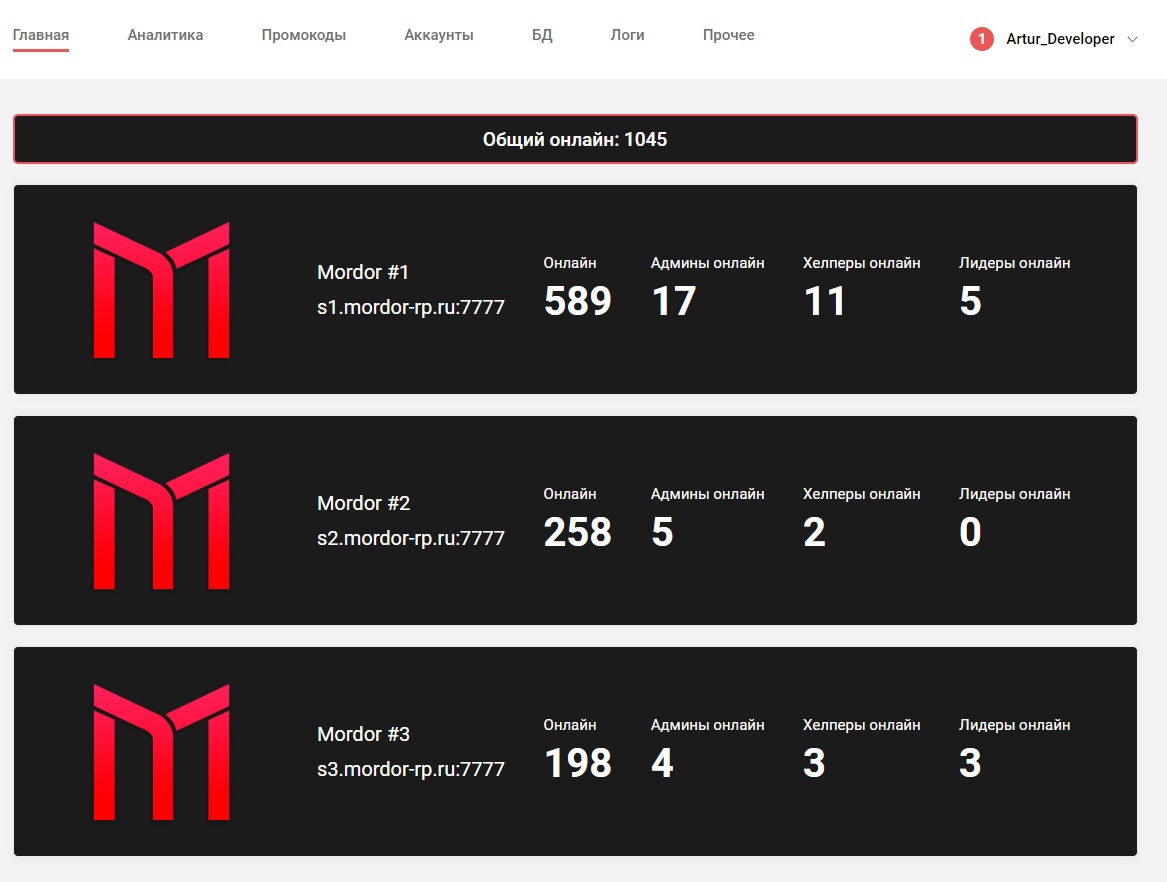 Главная Аналитика Промокоды Аккаунты БД Логи Прочее 1 Artur_Developer
Общий онлайн: 1045
Mordor #1
s1.mordor-rp.ru:7777
Онлайн Админы онлайн Хелперы онлайн Лидеры онлайн
589 17 11 5
Mordor #2
s2.mordor-rp.ru:7777
Онлайн Админы онлайн Хелперы онлайн Лидеры онлайн
258 5 2 0
Mordor #3
s3.mordor-rp.ru:7777
Онлайн Админы онлайн Хелперы онлайн Лидеры онлайн
198 4 3 3